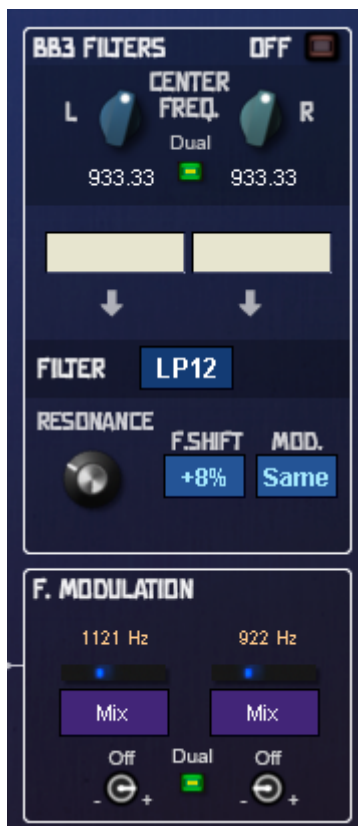 BB3 FILTERS OFF
CENTER
L FREQ. R
Dual
933.33 933.33
FILTER LP12
RESONANCE
F.SHIFT MOD.
+8% Same
F. MODULATION
1121 Hz 922 Hz
Mix Mix
Off Dual Off
- + - +